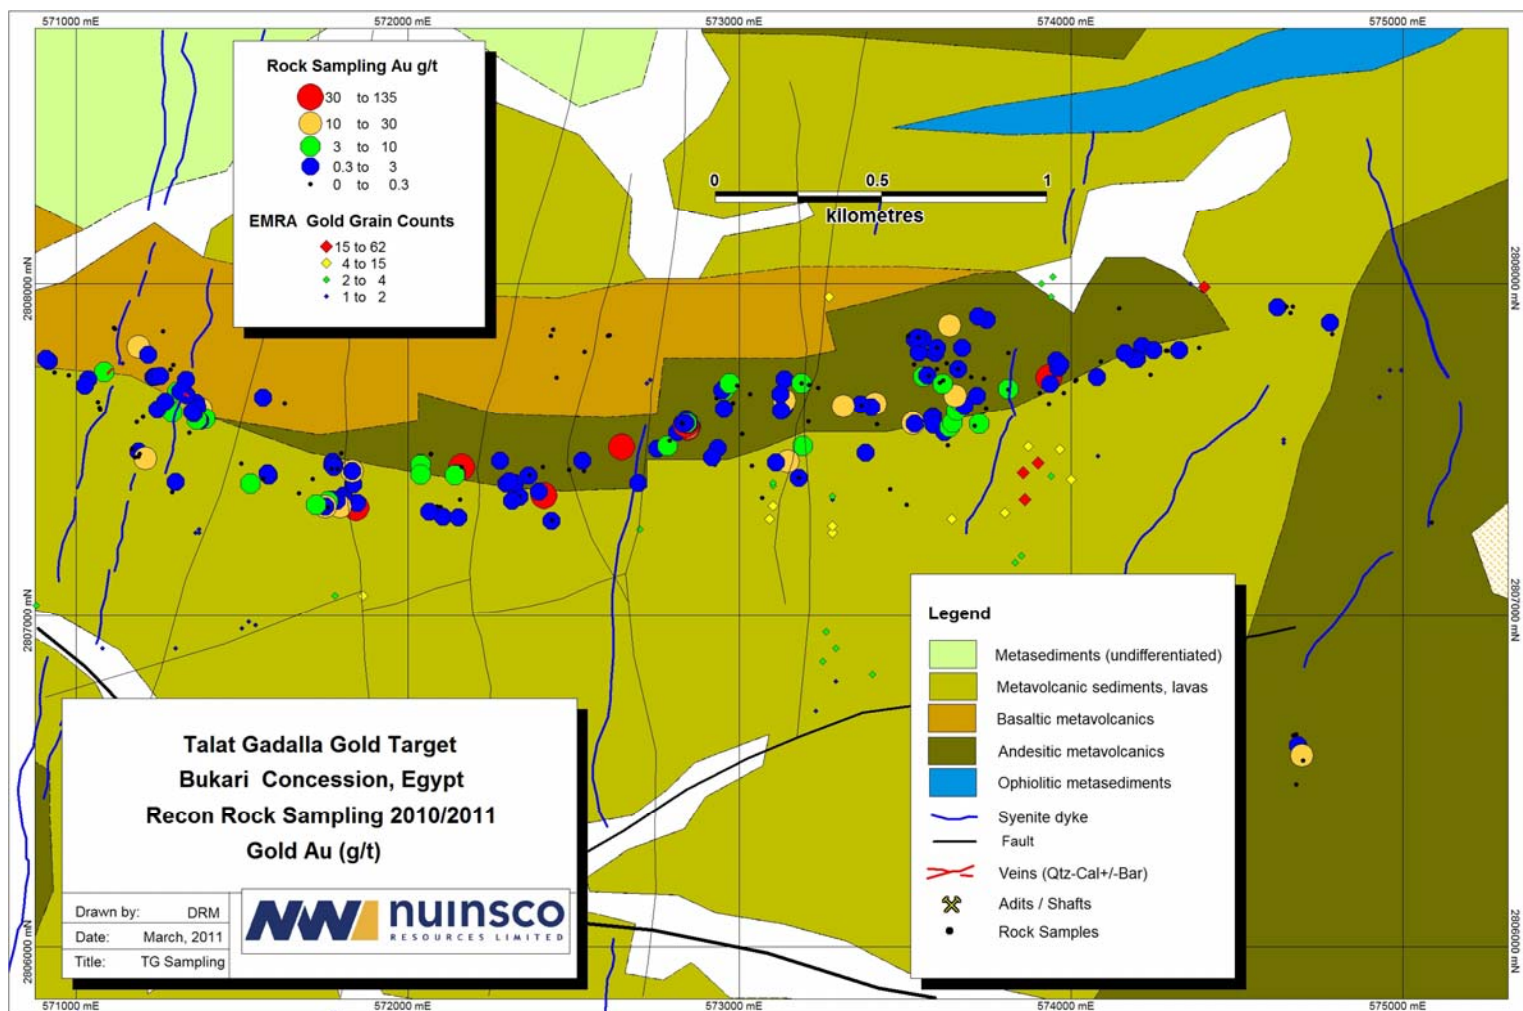 571000 mE
572000 mE
573000 mE
574000 mE
575000 mE
Rock Sampling Au g/t
30 to 135
10 to 30
3 to 10
0.3 to 3
0 to 0.3
EMRA Gold Grain Counts
15 to 62
4 to 15
2 to 4
1 to 2
0 0.5 1
kilometres
2808000 mN
2808000 mN
2807000 mN
2807000 mN
Legend
Metasediments (undifferentiated)
Metavolcanic sediments, lavas
Basaltic metavolcanics
Andesitic metavolcanics
Ophiolitic metasediments
Syenite dyke
Fault
Veins (Qtz-Cal+/-Bar)
Adits / Shafts
Rock Samples
Talat Gadalla Gold Target
Bukari Concession, Egypt
Recon Rock Sampling 2010/2011
Gold Au (g/t)
Drawn by: DRM
Date: March, 2011
Title: TG Sampling
NW nuinsco
RESOURCES LIMITED
2806000 mN
2806000 mN
571000 mE
572000 mE
573000 mE
574000 mE
575000 mE